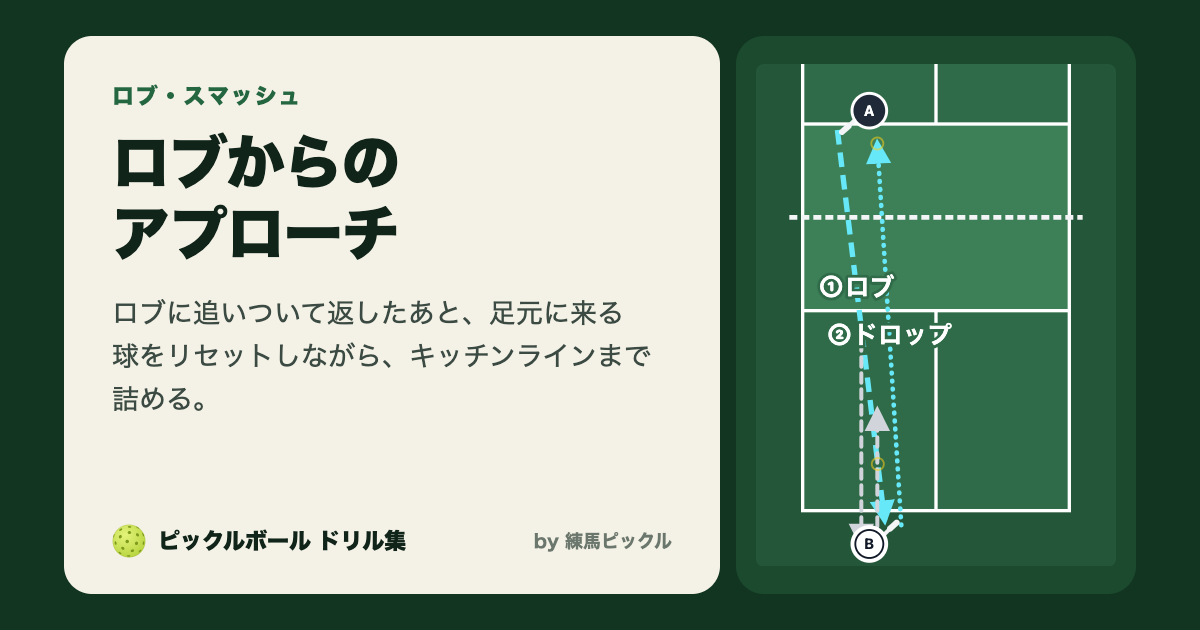 ロブ・スマッシュ
ロブからの
アプローチ
ロブに追いついて返したあと、足元に来る
球をリセットしながら、キッチンラインまで
詰める。
ピックルボール ドリル集
by 練馬ピックル
A
①ロブ
②ドロップ
B